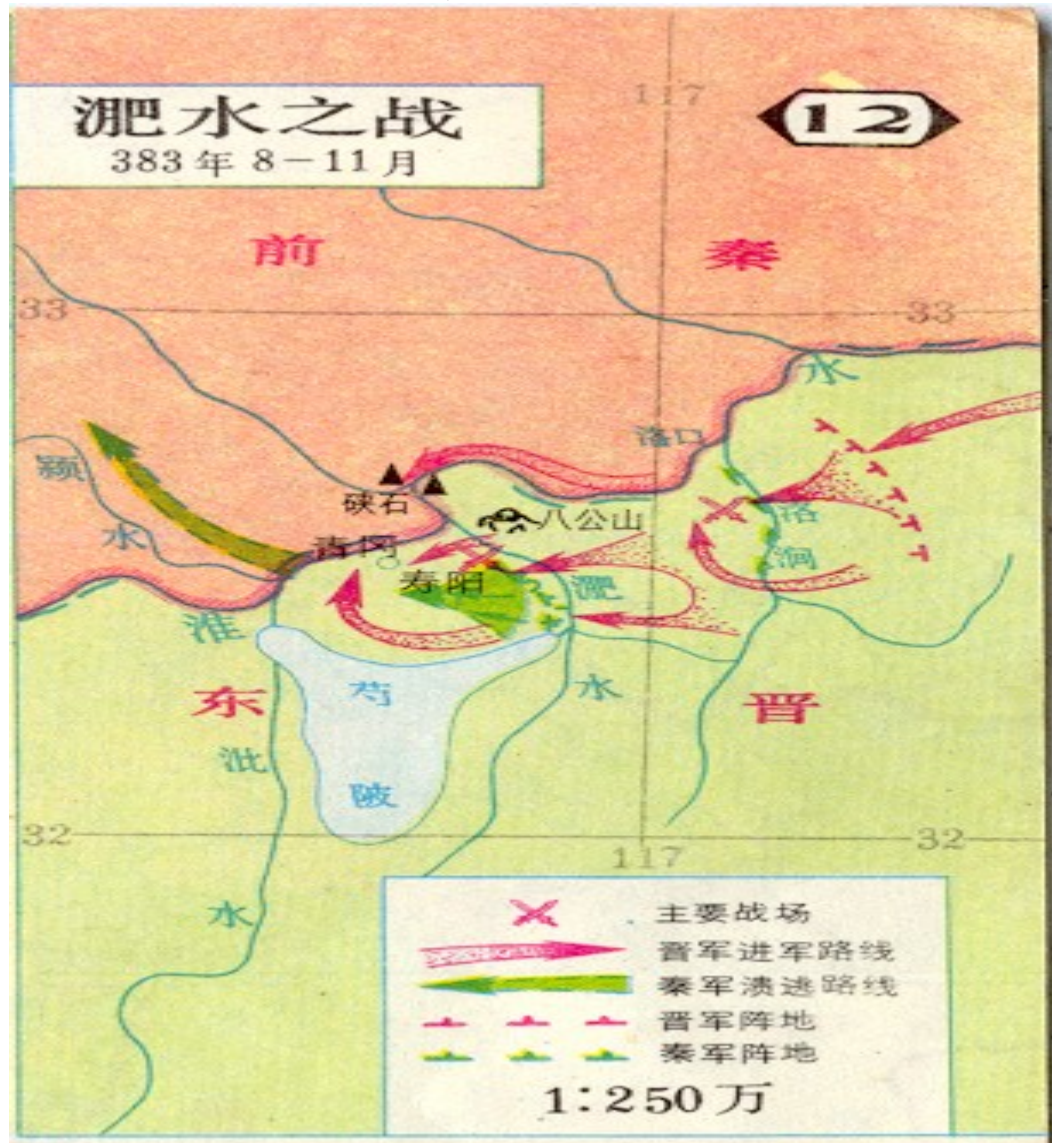 淝水之战
383年 8－11月
117
12
前
秦
33
33
水
颍
水
洛口
硖石
八公山
青冈
寿阳
洛
涧
淝
水
淮
东
晋
芍
陂
沘
水
32
32
117
主要战场
晋军进军路线
秦军溃逃路线
晋军阵地
秦军阵地
1:250万